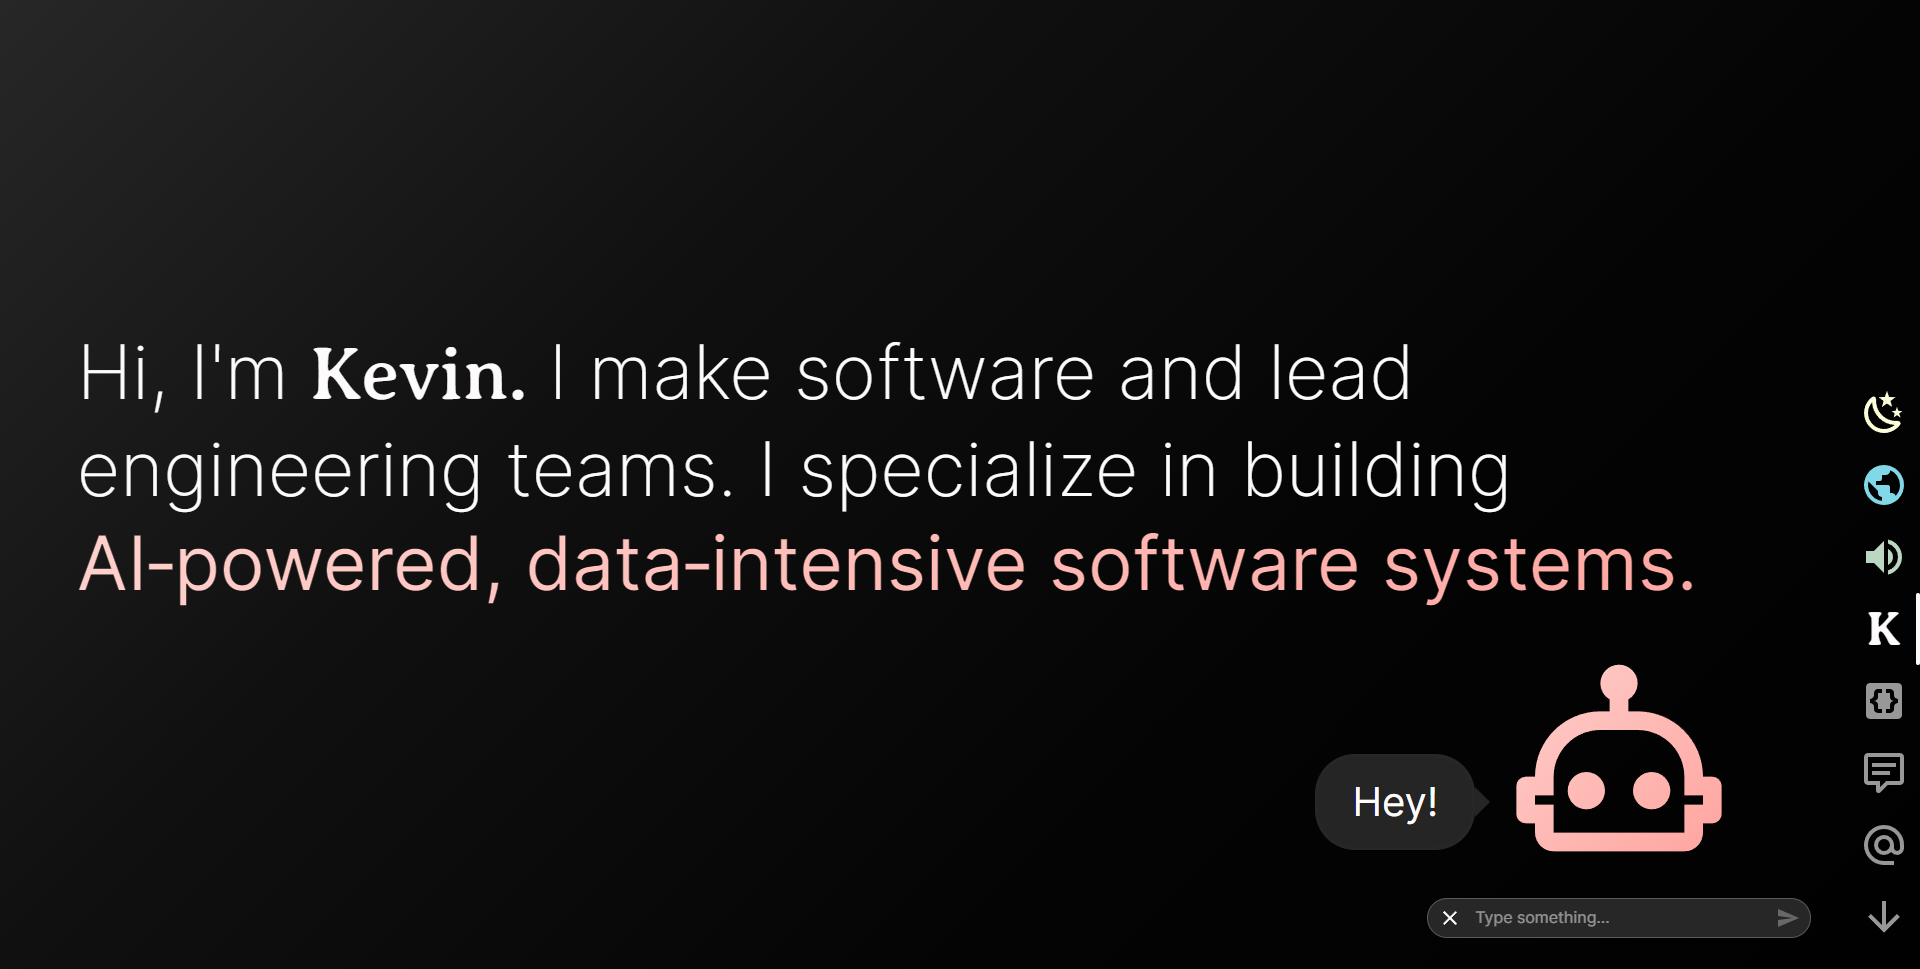 Hi, I'm Kevin. I make software and lead
engineering teams. I specialize in building
AI-powered, data-intensive software systems.
K
Hey!
Type something...